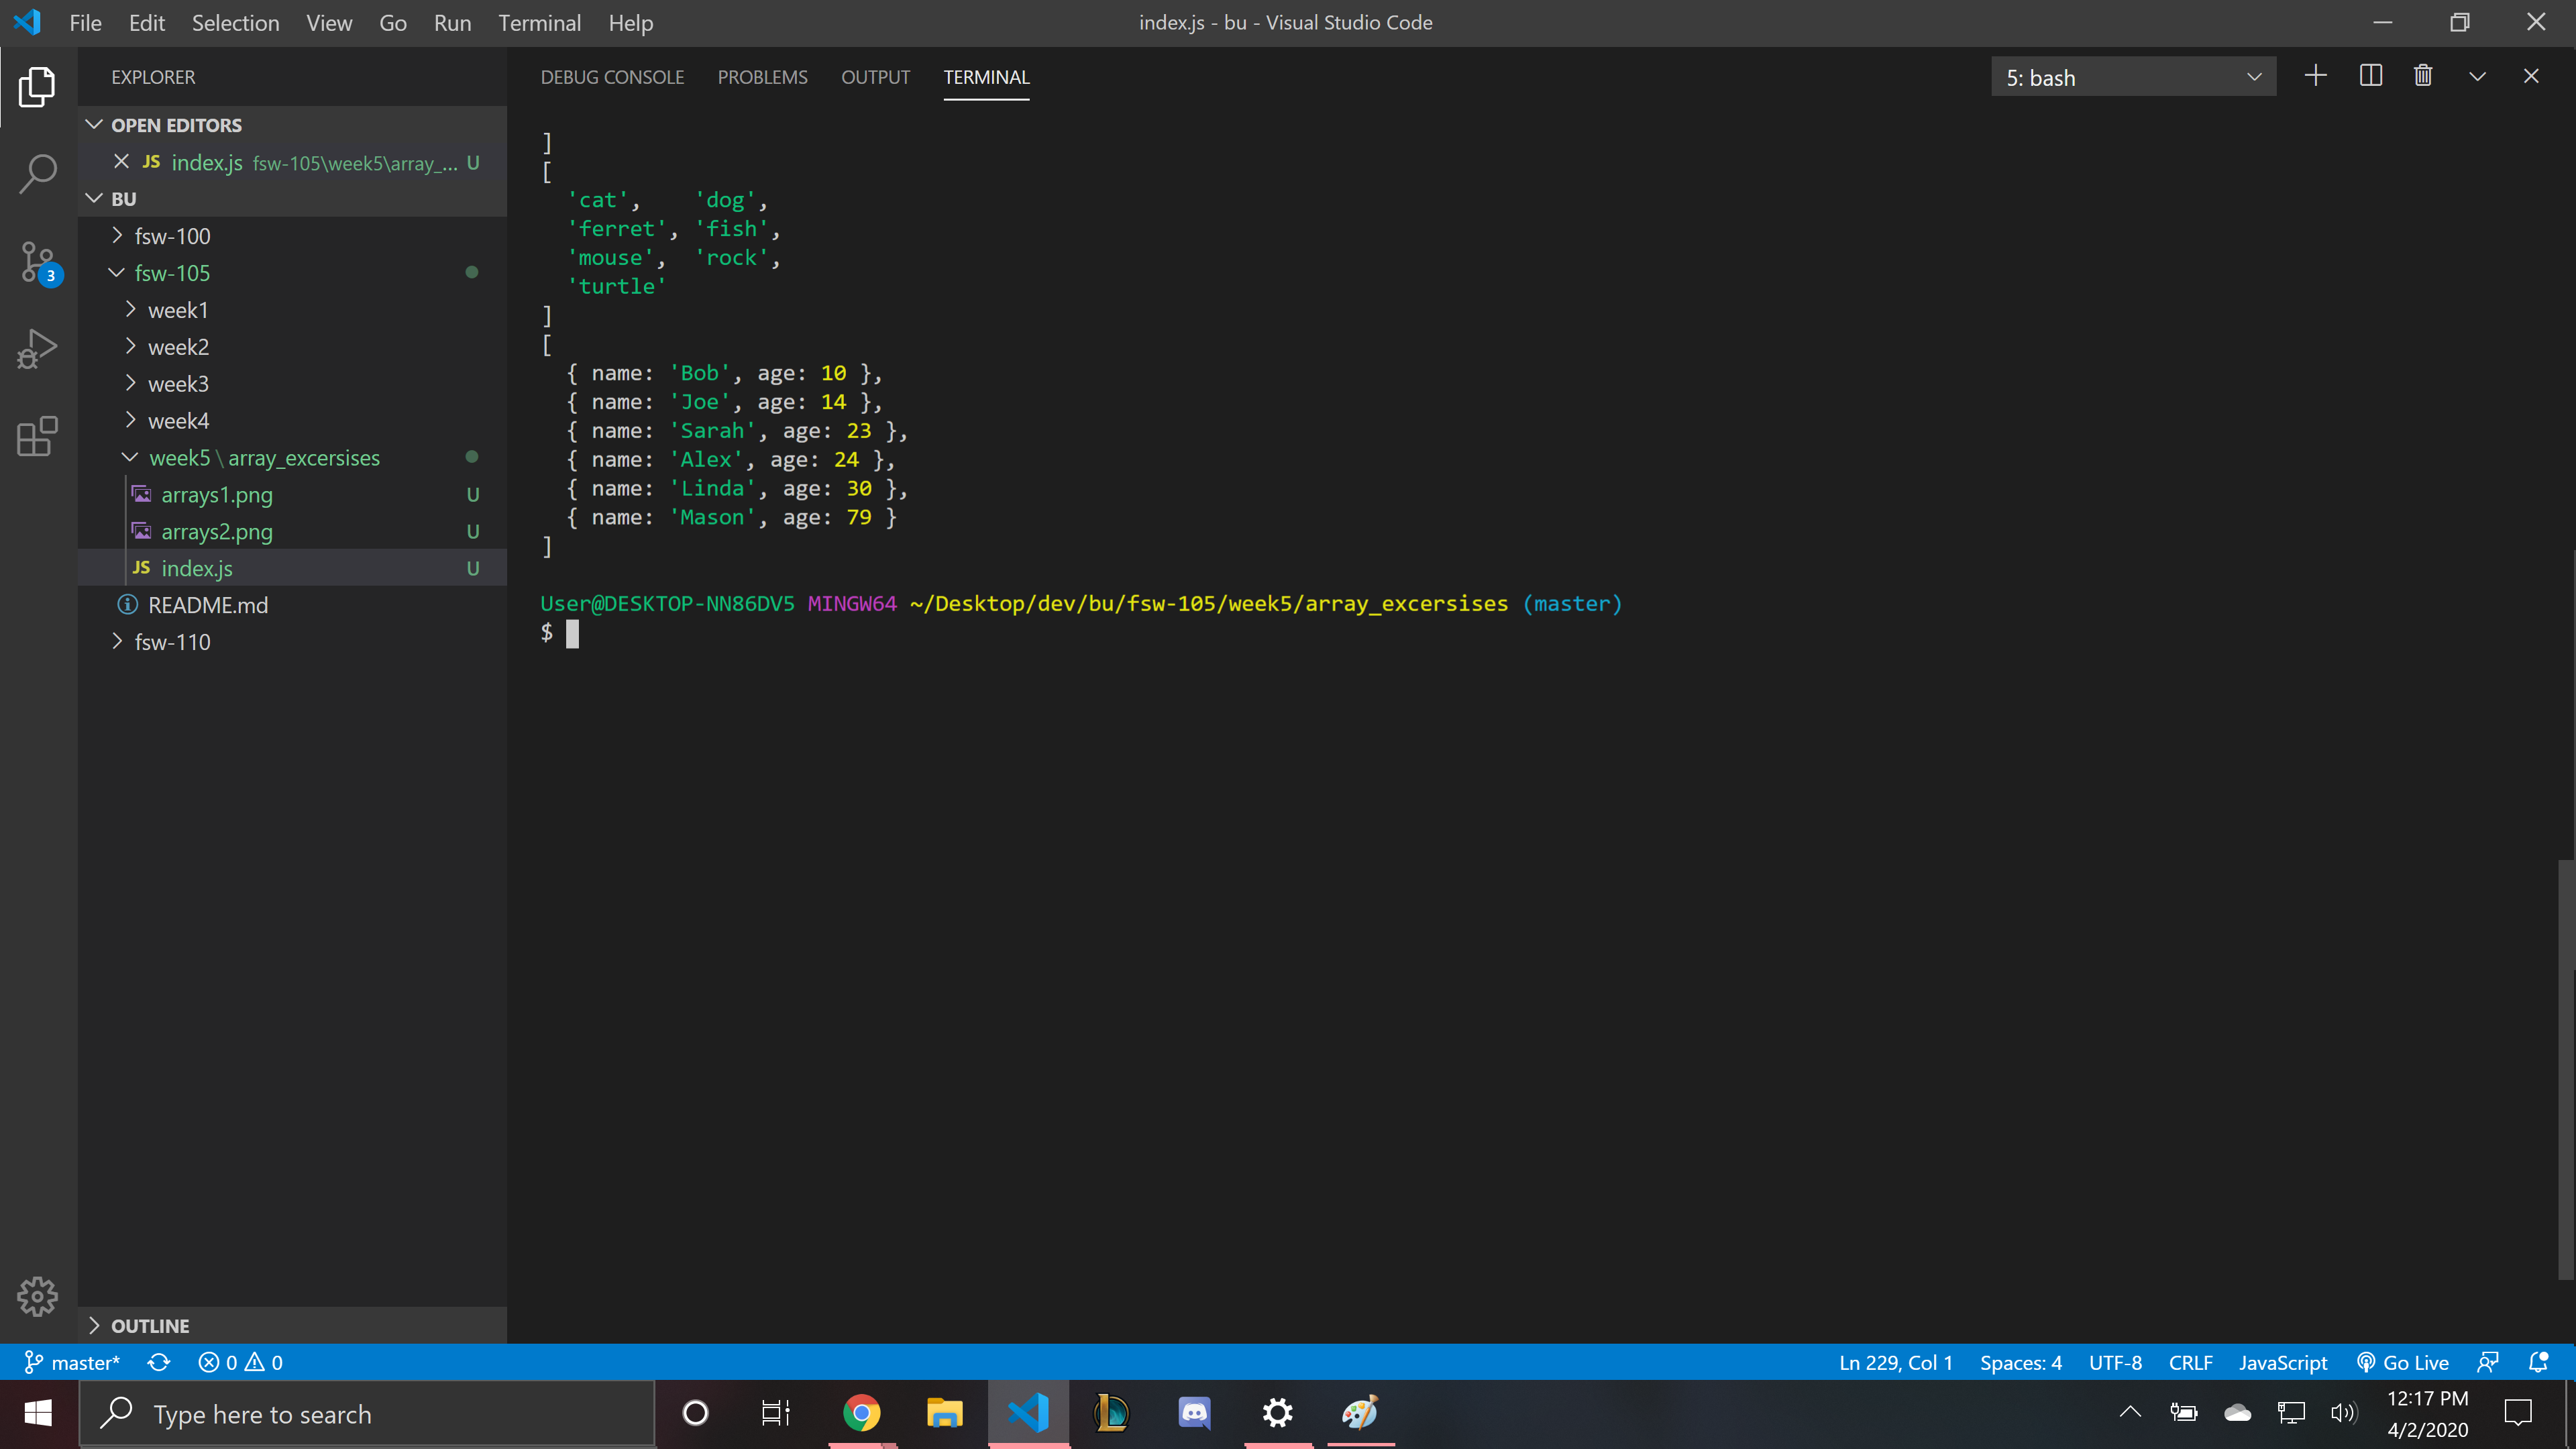 File Edit Selection View Go Run Terminal Help
index.js - bu - Visual Studio Code
EXPLORER
OPEN EDITORS
JS index.js fsw-105\week5\array_... U
BU
fsw-100
fsw-105
week1
week2
week3
week4
week5 \ array_excersises
arrays1.png U
arrays2.png U
JS index.js U
README.md
fsw-110
OUTLINE
3
DEBUG CONSOLE PROBLEMS OUTPUT TERMINAL
5: bash
]
[
'cat', 'dog',
'ferret', 'fish',
'mouse', 'rock',
'turtle'
]
[
{ name: 'Bob', age: 10 },
{ name: 'Joe', age: 14 },
{ name: 'Sarah', age: 23 },
{ name: 'Alex', age: 24 },
{ name: 'Linda', age: 30 },
{ name: 'Mason', age: 79 }
]
User@DESKTOP-NN86DV5 MINGW64 ~/Desktop/dev/bu/fsw-105/week5/array_excersises (master)
$
master* 0 0
Ln 229, Col 1 Spaces: 4 UTF-8 CRLF JavaScript Go Live
Type here to search
12:17 PM
4/2/2020